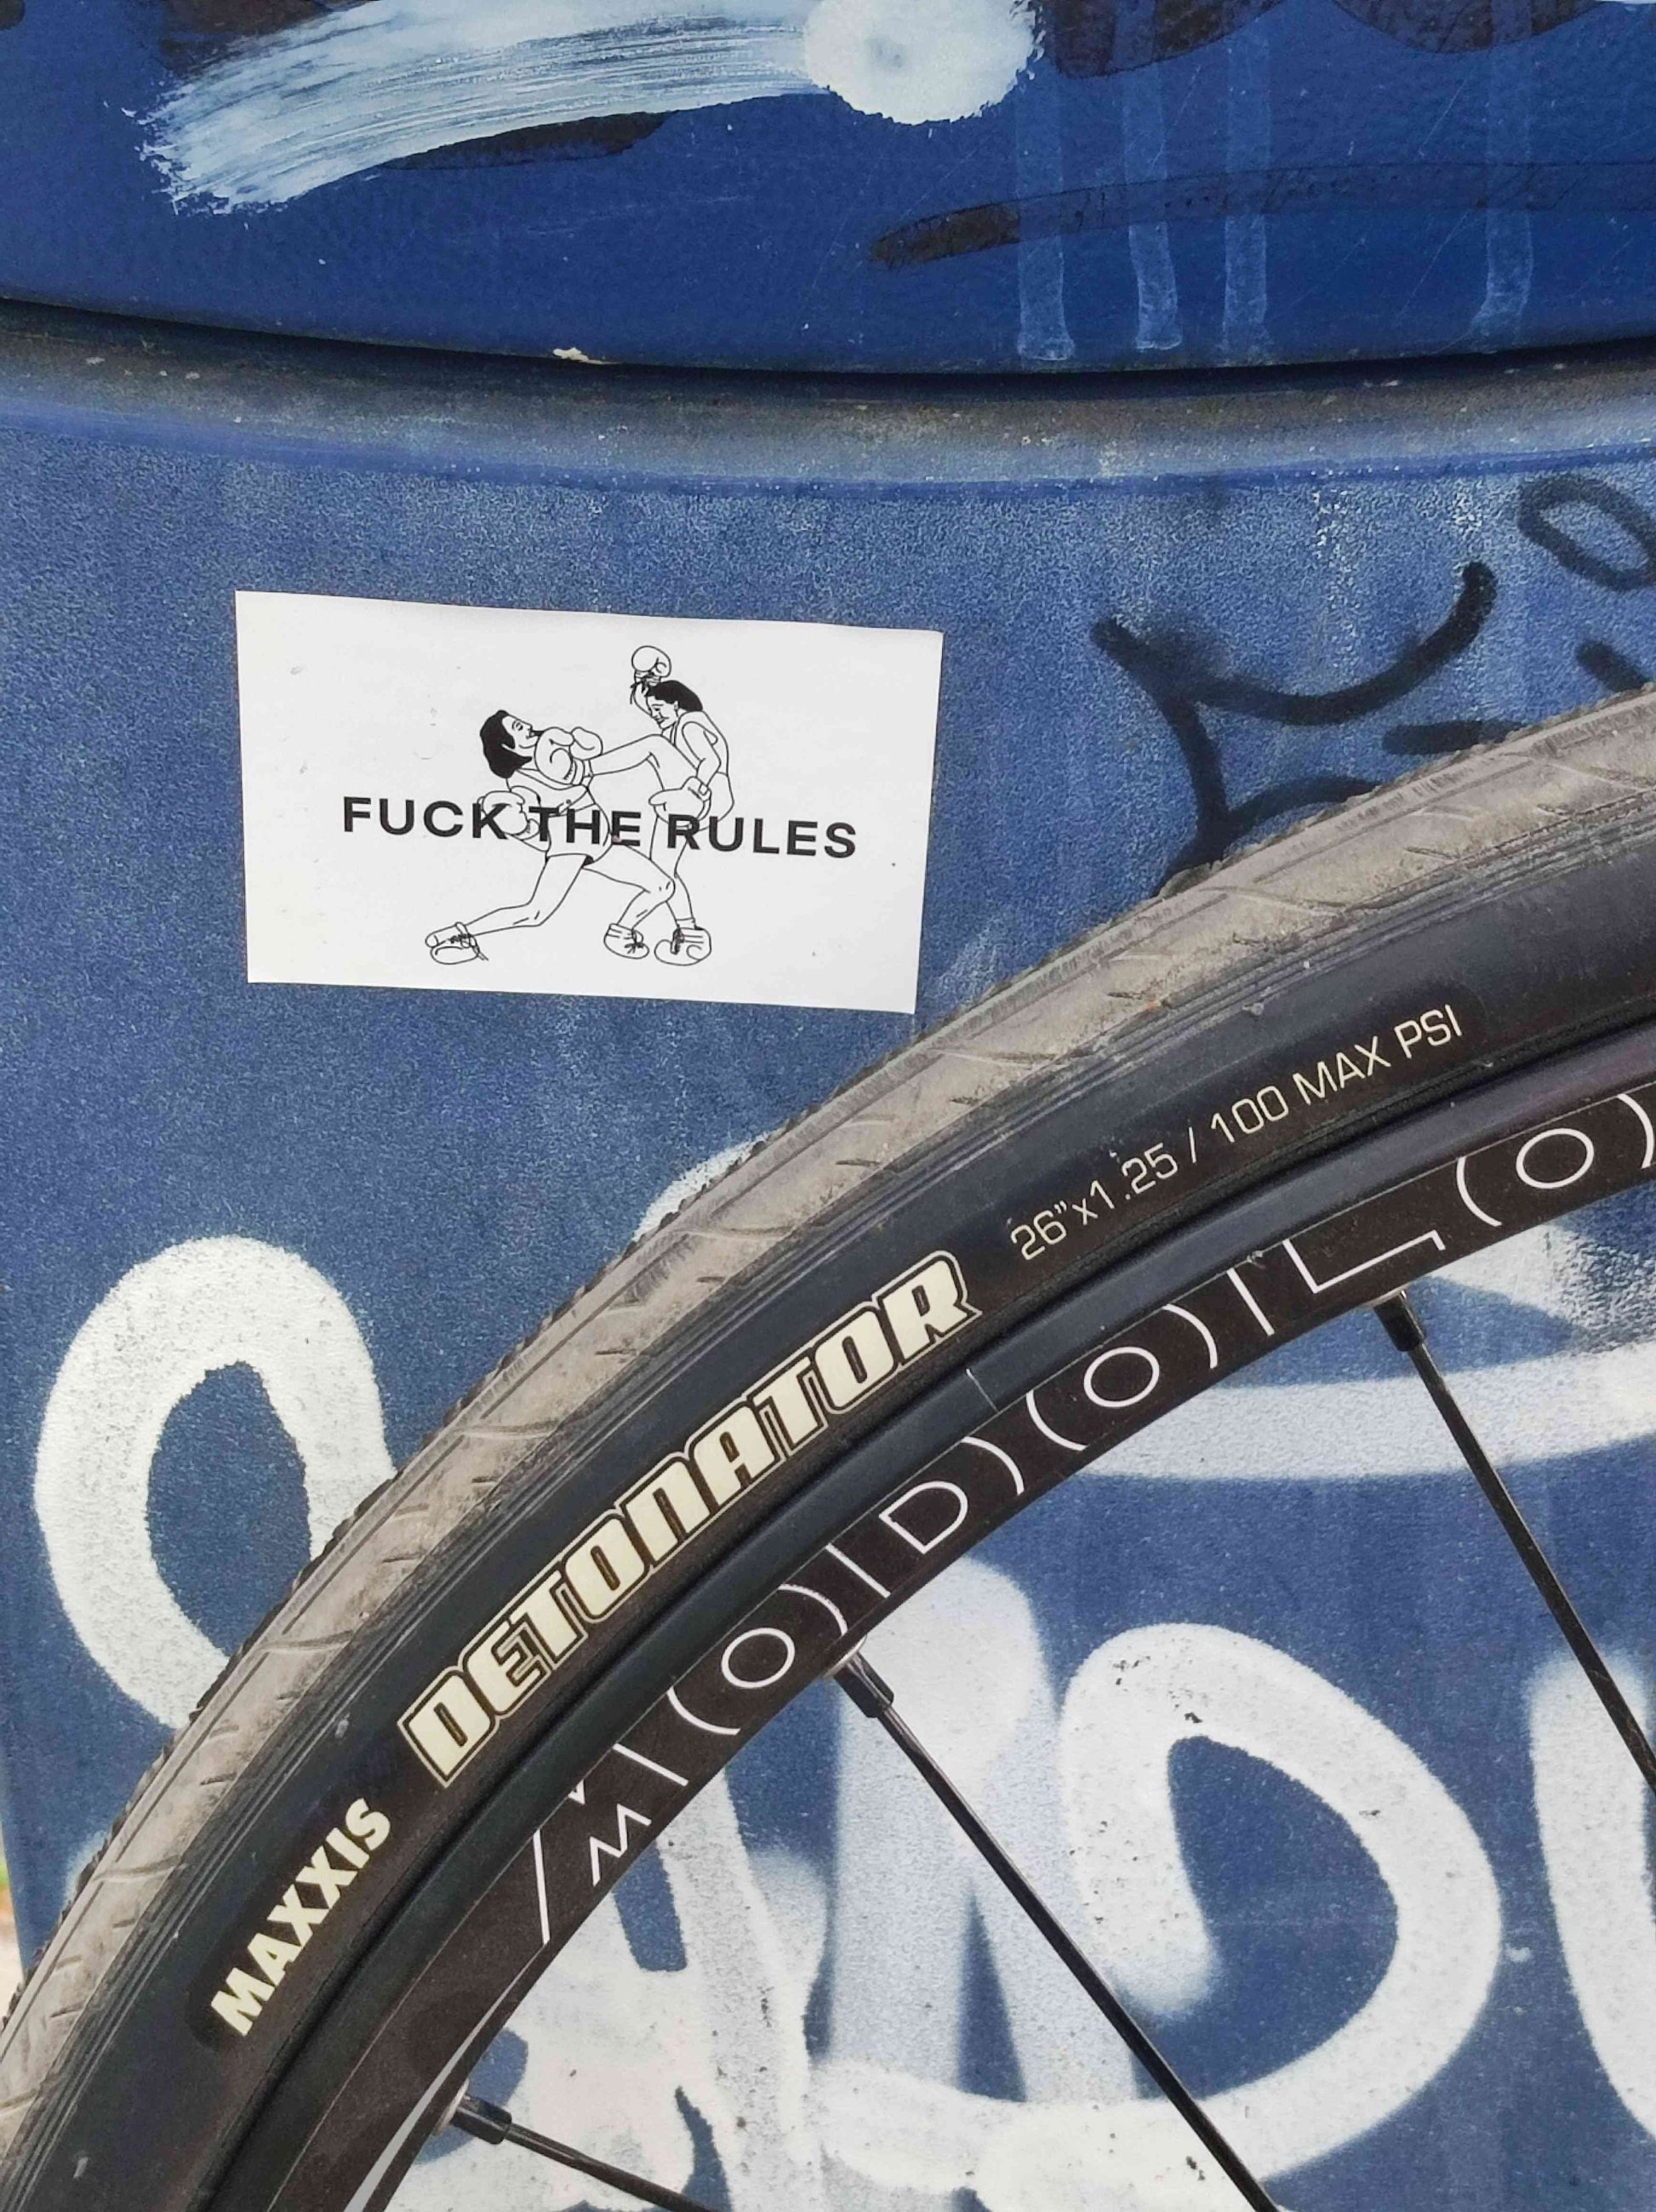 FUCK THE RULES
MAXXIS DETONATOR 26"x1.25 / 100 MAX PSI
M(O)D(O)L(O)